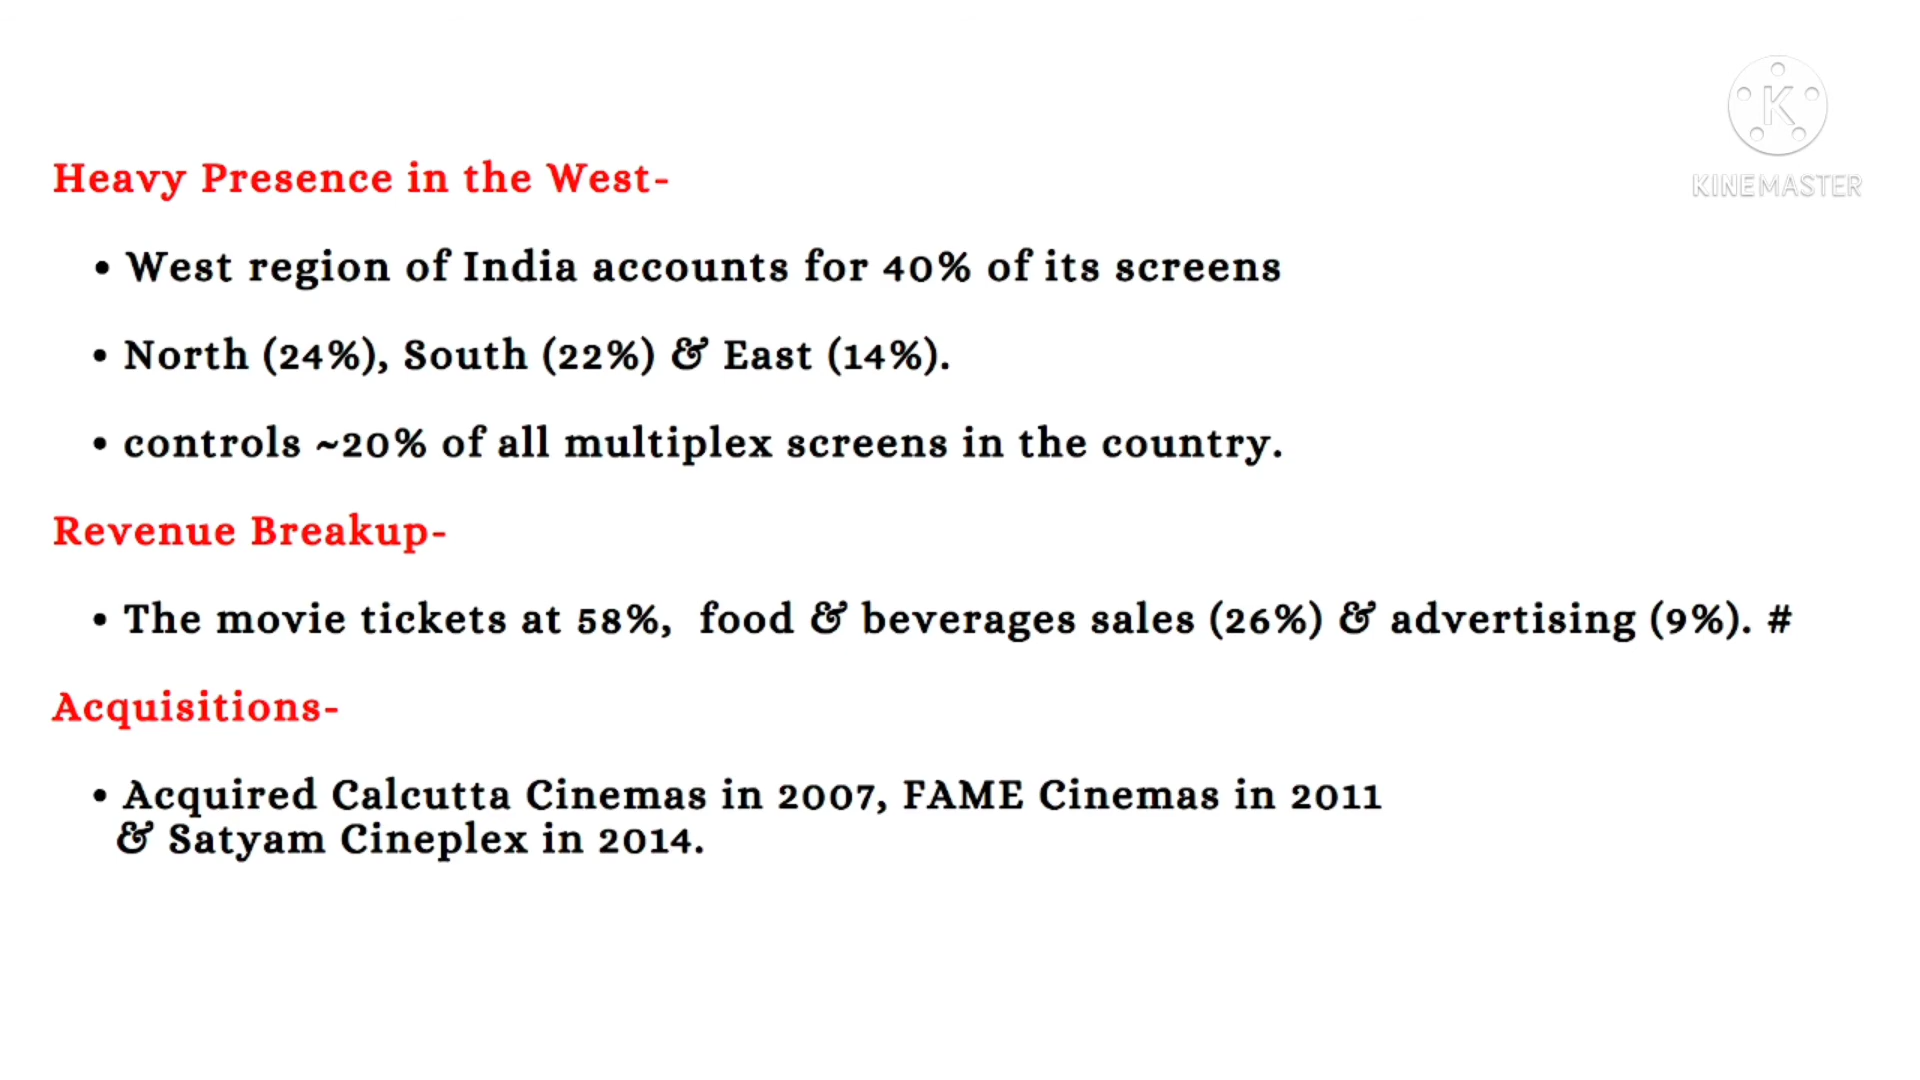 K
KINEMASTER
Heavy Presence in the West-
• West region of India accounts for 40% of its screens
• North (24%), South (22%) & East (14%).
• controls ~20% of all multiplex screens in the country.
Revenue Breakup-
• The movie tickets at 58%,  food & beverages sales (26%) & advertising (9%). #
Acquisitions-
• Acquired Calcutta Cinemas in 2007, FAME Cinemas in 2011
& Satyam Cineplex in 2014.